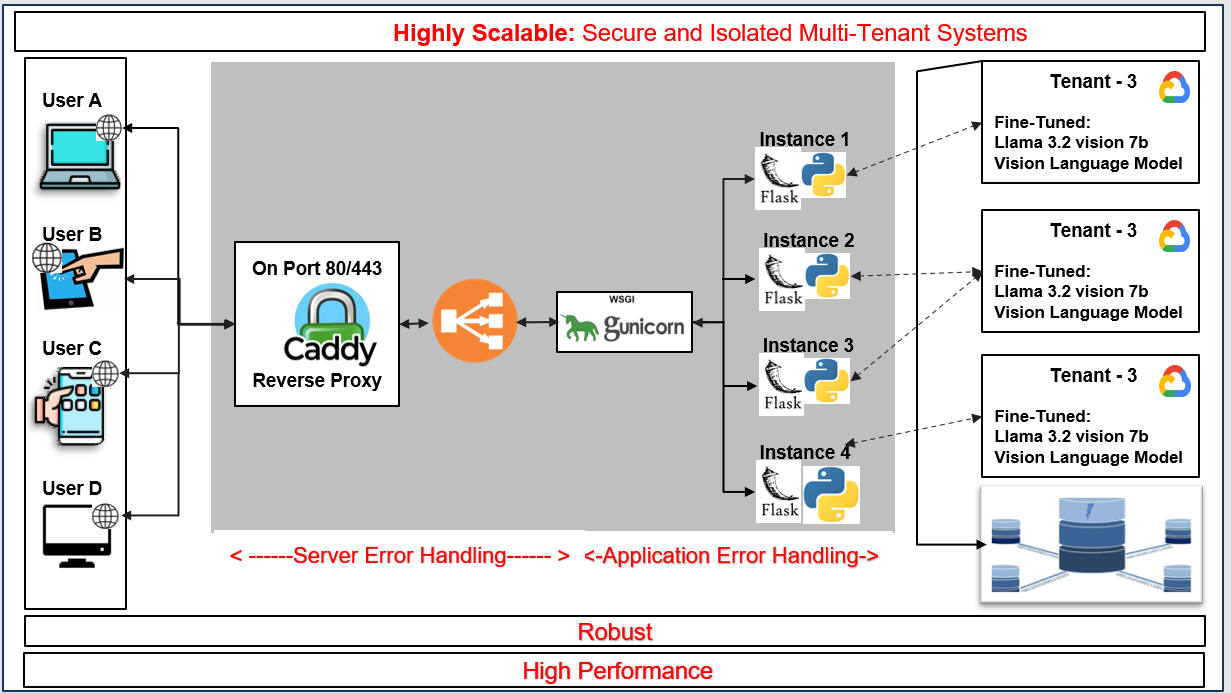 Highly Scalable: Secure and Isolated Multi-Tenant Systems
User A
User B
User C
User D
On Port 80/443
Caddy
Reverse Proxy
WSGI
gunicorn
Instance 1
Flask
Instance 2
Flask
Instance 3
Flask
Instance 4
Flask
Tenant - 3
Fine-Tuned:
Llama 3.2 vision 7b
Vision Language Model
Tenant - 3
Fine-Tuned:
Llama 3.2 vision 7b
Vision Language Model
Tenant - 3
Fine-Tuned:
Llama 3.2 vision 7b
Vision Language Model
< ------Server Error Handling------ >
<-Application Error Handling->
Robust
High Performance